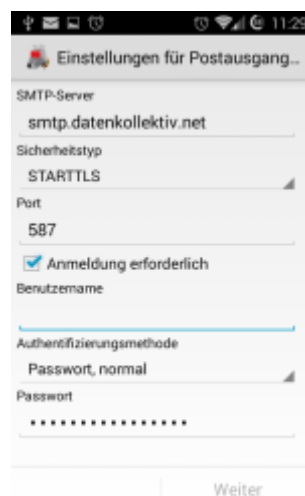 11:29
Einstellungen für Postausgang...
SMTP-Server
smtp.datenkollektiv.net
Sicherheitstyp
STARTTLS
Port
587
Anmeldung erforderlich
Benutzername
Authentifizierungsmethode
Passwort, normal
Passwort
••••••••••••••••
Weiter